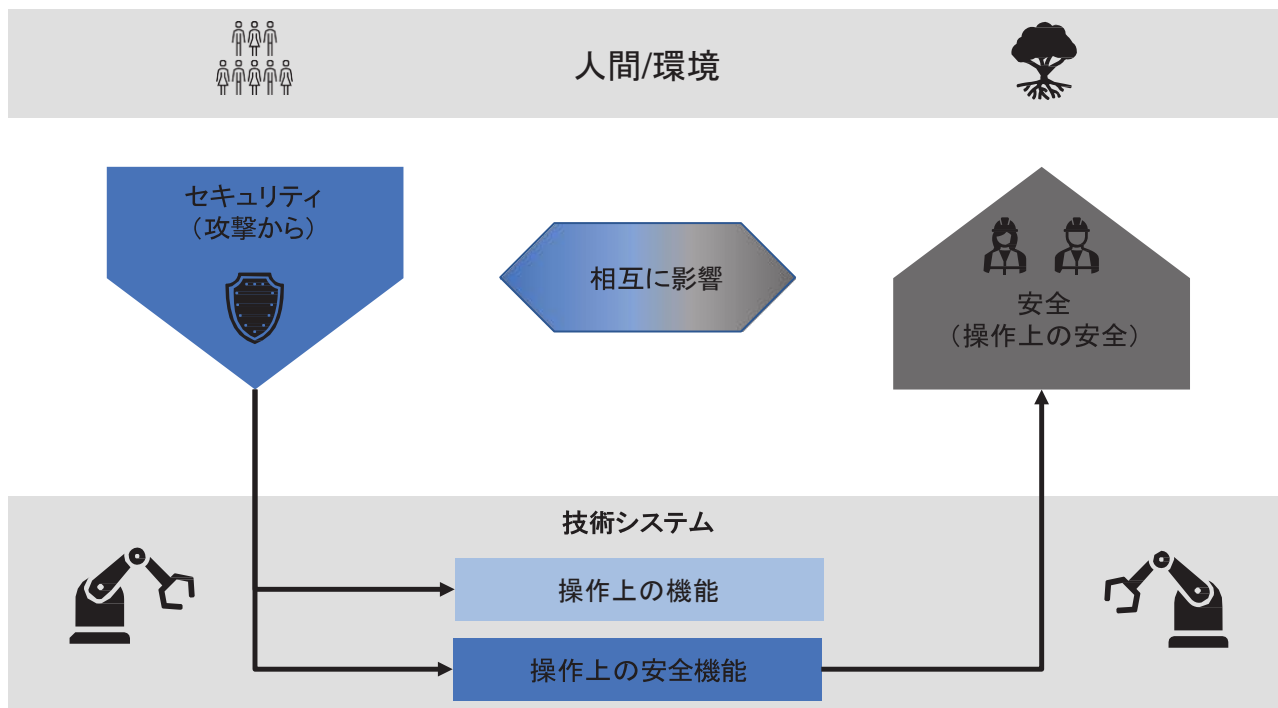 人間/環境
セキュリティ
（攻撃から）
相互に影響
安全
（操作上の安全）
技術システム
操作上の機能
操作上の安全機能